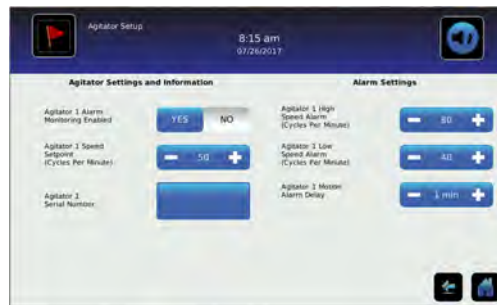 Agitator Setup
8:15 am
07/26/2017
Agitator Settings and Information
Alarm Settings
Agitator 1 Alarm
Monitoring Enabled
YES
NO
Agitator 1 High
Speed Alarm
(Cycles Per Minute)
80
Agitator 1 Speed
Setpoint
(Cycles Per Minute)
50
Agitator 1 Low
Speed Alarm
(Cycles Per Minute)
40
Agitator 1
Serial Number
Agitator 1 Motion
Alarm Delay
1 min